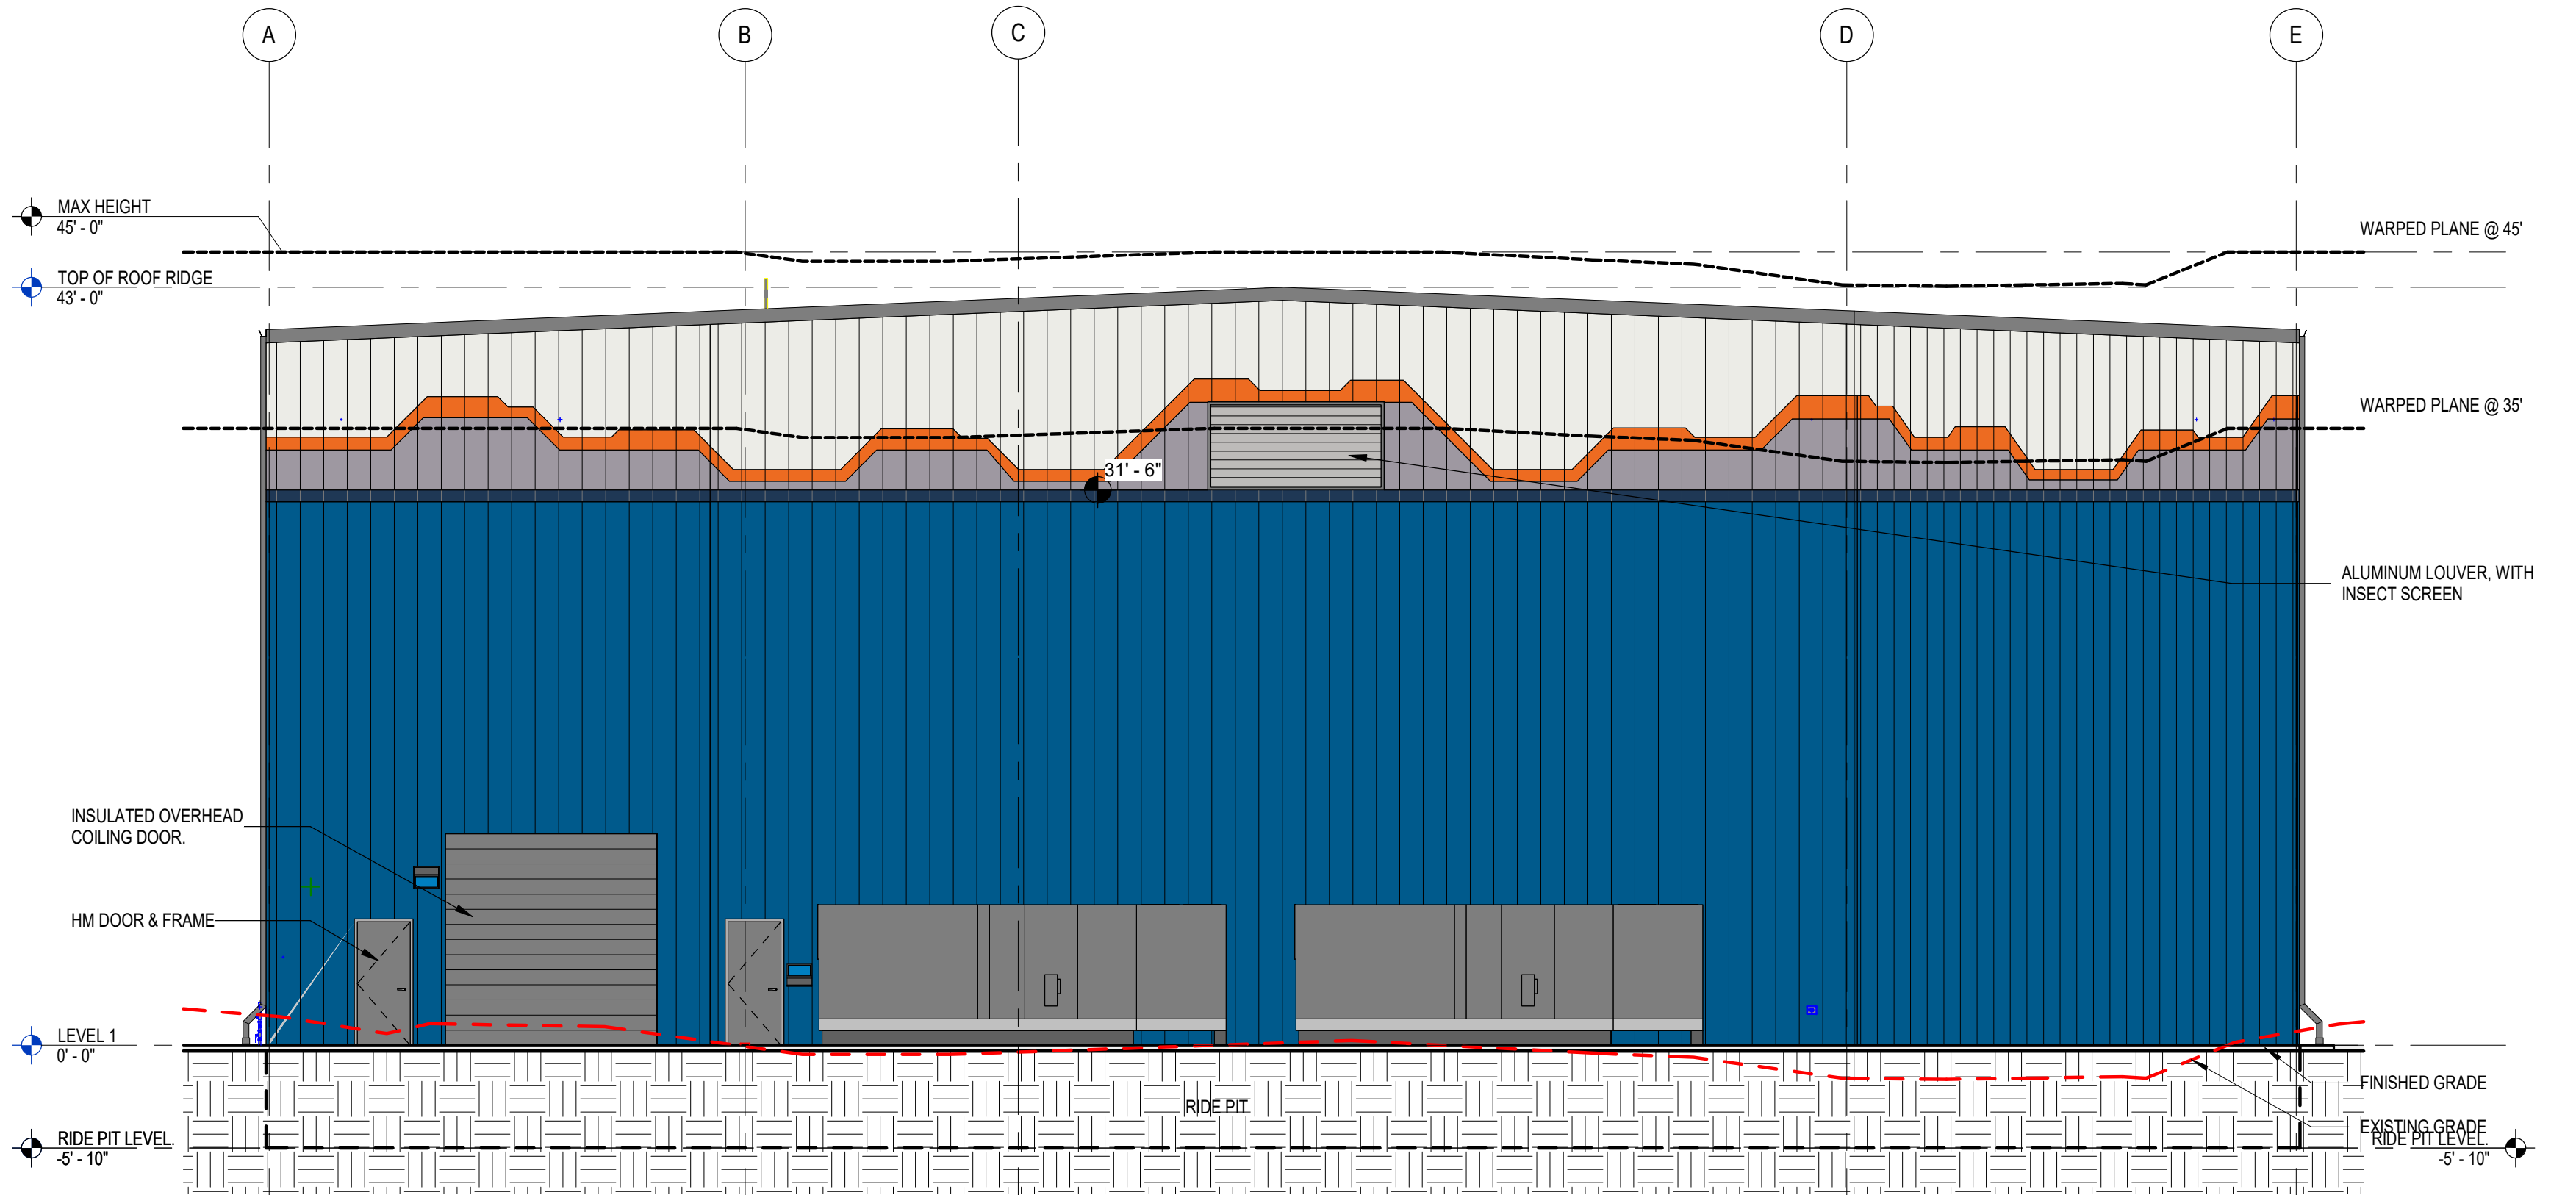 A
B
C
D
E
MAX HEIGHT
45' - 0"
WARPED PLANE @ 45'
TOP OF ROOF RIDGE
43' - 0"
WARPED PLANE @ 35'
31' - 6"
ALUMINUM LOUVER, WITH
INSECT SCREEN
INSULATED OVERHEAD
COILING DOOR.
HM DOOR & FRAME
LEVEL 1
0' - 0"
FINISHED GRADE
RIDE PIT
EXISTING GRADE
RIDE PIT LEVEL.
-5' - 10"
RIDE PIT LEVEL.
-5' - 10"